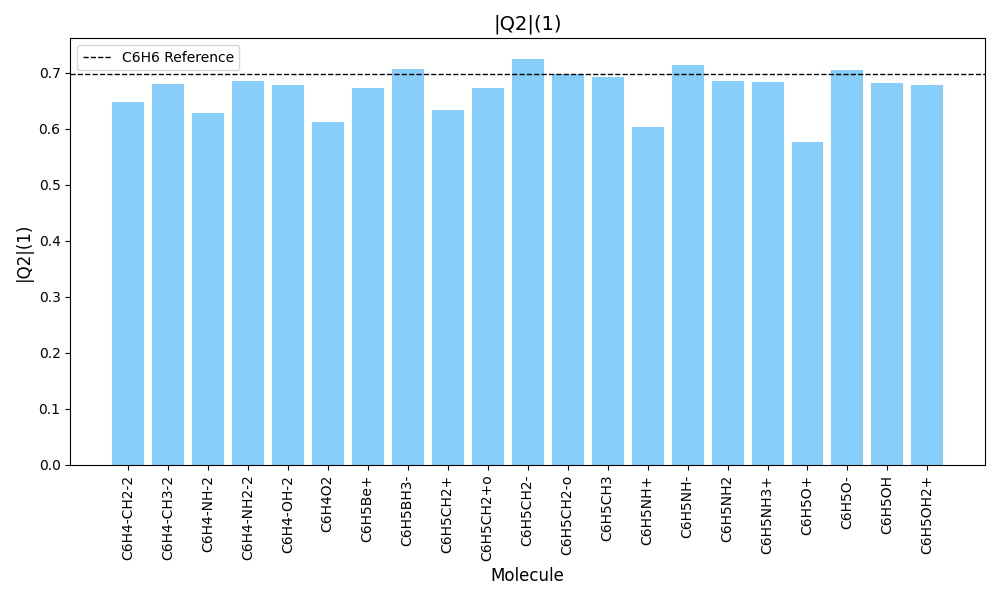 |Q2|(1)
C6H6 Reference
|Q2|(1)
0.7
0.6
0.5
0.4
0.3
0.2
0.1
0.0
C6H4-CH2-2
C6H4-CH3-2
C6H4-NH-2
C6H4-NH2-2
C6H4-OH-2
C6H4O2
C6H5Be+
C6H5BH3-
C6H5CH2+
C6H5CH2+o
C6H5CH2-
C6H5CH2-o
C6H5CH3
C6H5NH+
C6H5NH-
C6H5NH2
C6H5NH3+
C6H5O+
C6H5O-
C6H5OH
C6H5OH2+
Molecule